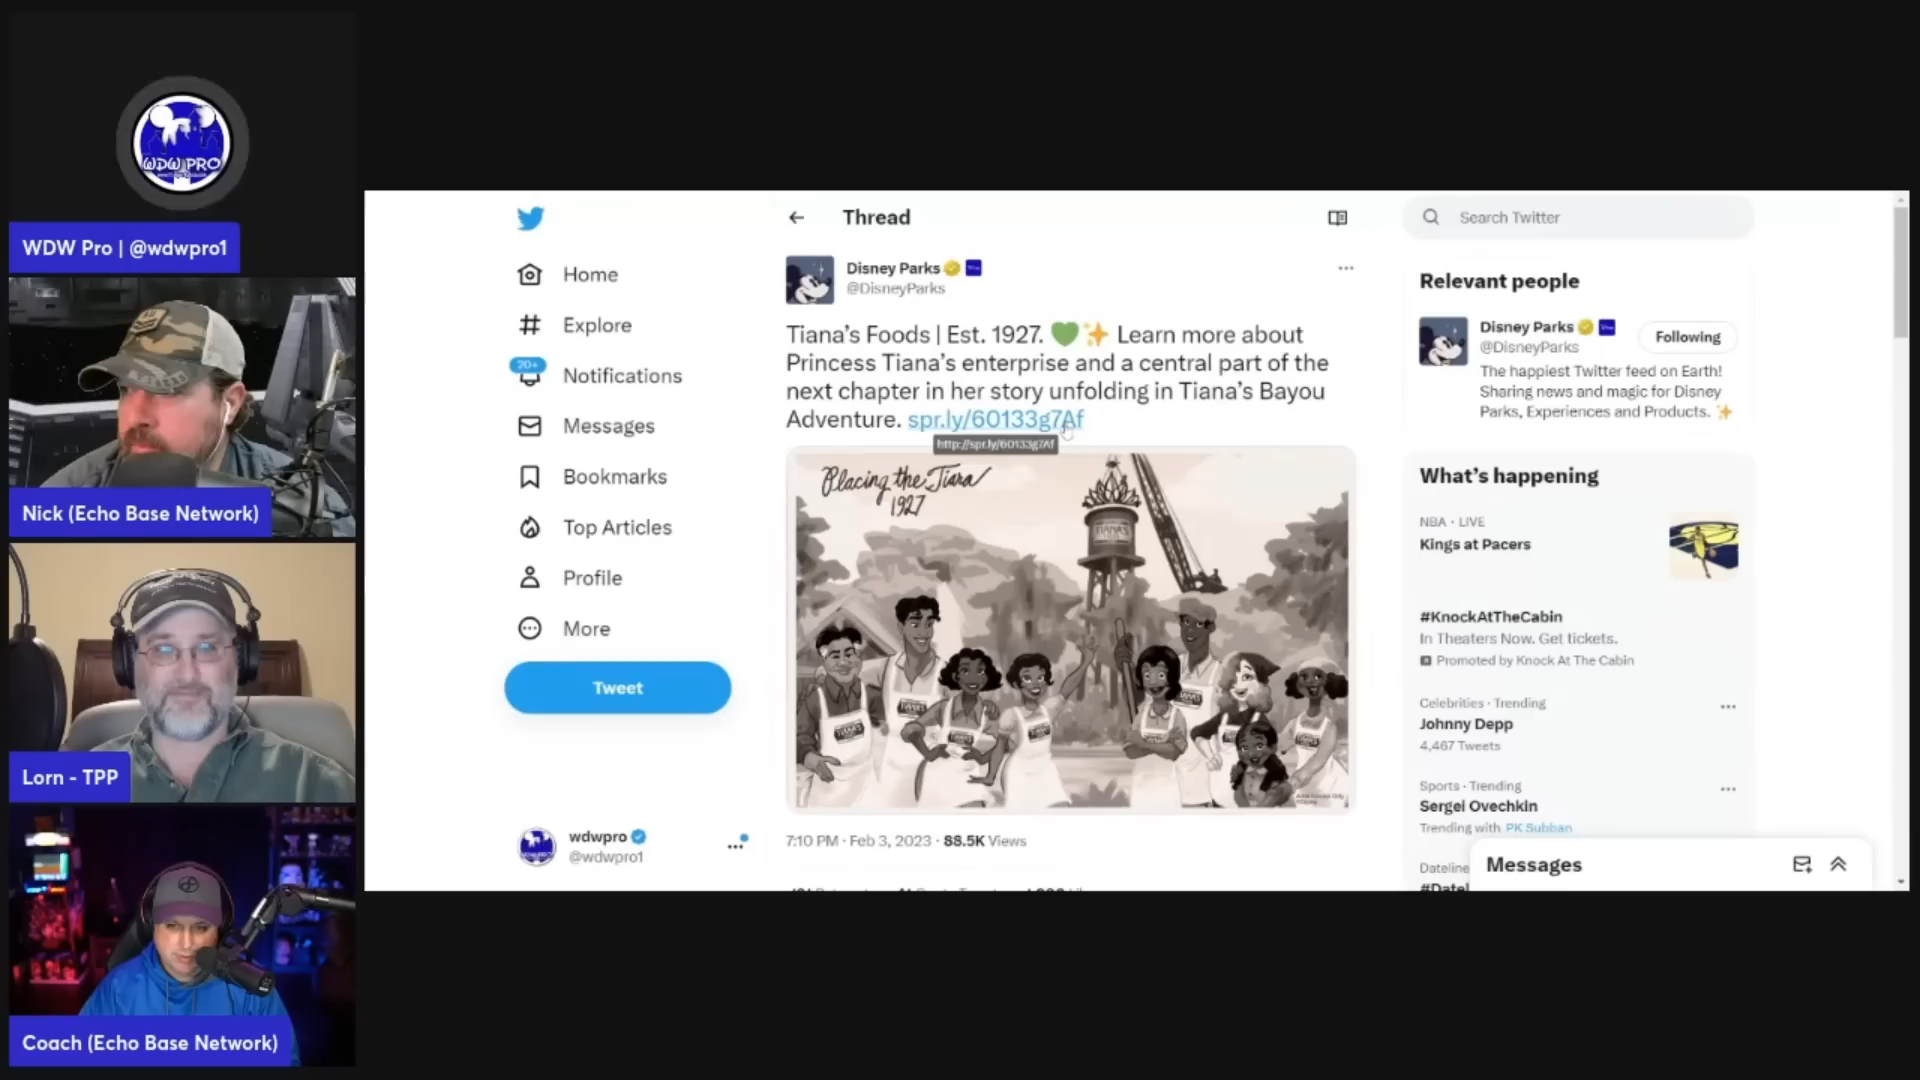 WDW PRO
WDW Pro | @wdwpro1
Nick (Echo Base Network)
Lorn - TPP
Coach (Echo Base Network)
Home
Explore
20+
Notifications
Messages
Bookmarks
Top Articles
Profile
More
Tweet
wdwpro
@wdwpro1
Thread
Disney Parks
@DisneyParks
Tiana's Foods | Est. 1927. 💚✨ Learn more about
Princess Tiana's enterprise and a central part of the
next chapter in her story unfolding in Tiana's Bayou
Adventure. spr.ly/60133g7Af
http://spr.ly/60133g7Af
Placing the Tiara
1927
TIANA'S
7:10 PM · Feb 3, 2023 · 88.5K Views
Search Twitter
Relevant people
Disney Parks
@DisneyParks
Following
The happiest Twitter feed on Earth!
Sharing news and magic for Disney
Parks, Experiences and Products. ✨
What's happening
NBA · LIVE
Kings at Pacers
#KnockAtTheCabin
In Theaters Now. Get tickets.
Promoted by Knock At The Cabin
Celebrities · Trending
Johnny Depp
4,467 Tweets
Sports · Trending
Sergei Ovechkin
Trending with PK Subban
Dateline
#Datel
Messages